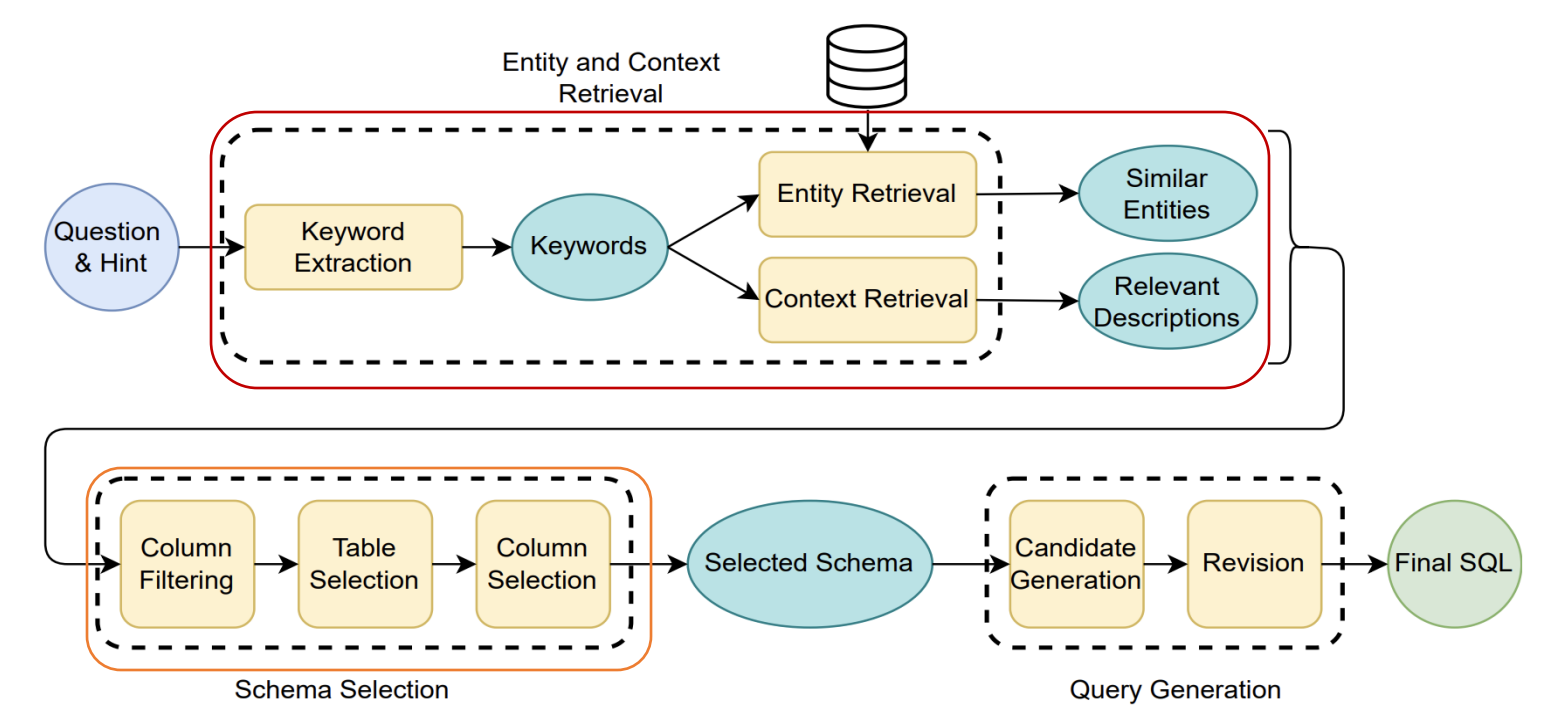 Entity and Context
Retrieval
Question
& Hint
Keyword
Extraction
Keywords
Entity Retrieval
Context Retrieval
Similar
Entities
Relevant
Descriptions
Column
Filtering
Table
Selection
Column
Selection
Selected Schema
Candidate
Generation
Revision
Final SQL
Schema Selection
Query Generation